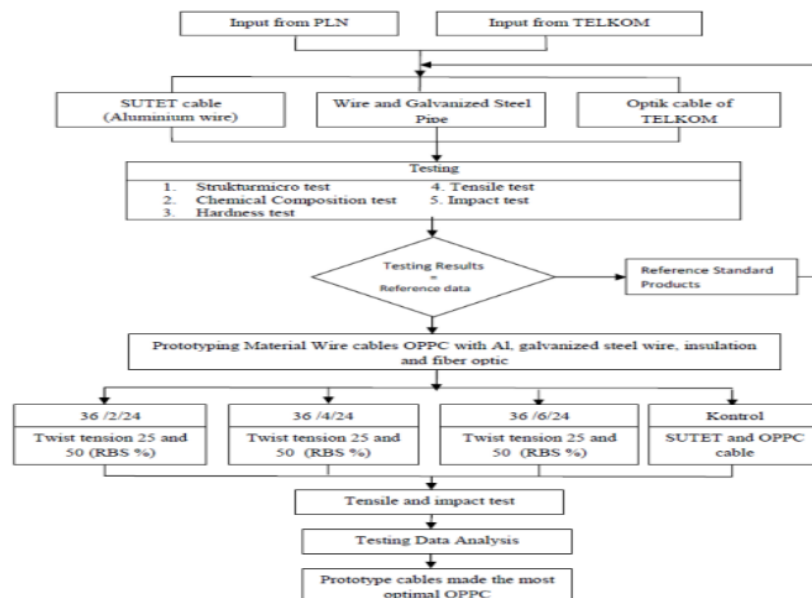 Input from PLN
Input from TELKOM
SUTET cable
(Aluminium wire)
Wire and Galvanized Steel
Pipe
Optik cable of
TELKOM
Testing
1. Strukturmicro test
4. Tensile test
2. Chemical Composition test
5. Impact test
3. Hardness test
Testing Results
=
Reference data
Reference Standard
Products
Prototyping Material Wire cables OPPC with Al, galvanized steel wire, insulation
and fiber optic
36 /2/24
Twist tension 25 and
50 (RBS %)
36 /4/24
Twist tension 25 and
50 (RBS %)
36 /6/24
Twist tension 25 and
50 (RBS %)
Kontrol
SUTET and OPPC
cable
Tensile and impact test
Testing Data Analysis
Prototype cables made the most
optimal OPPC